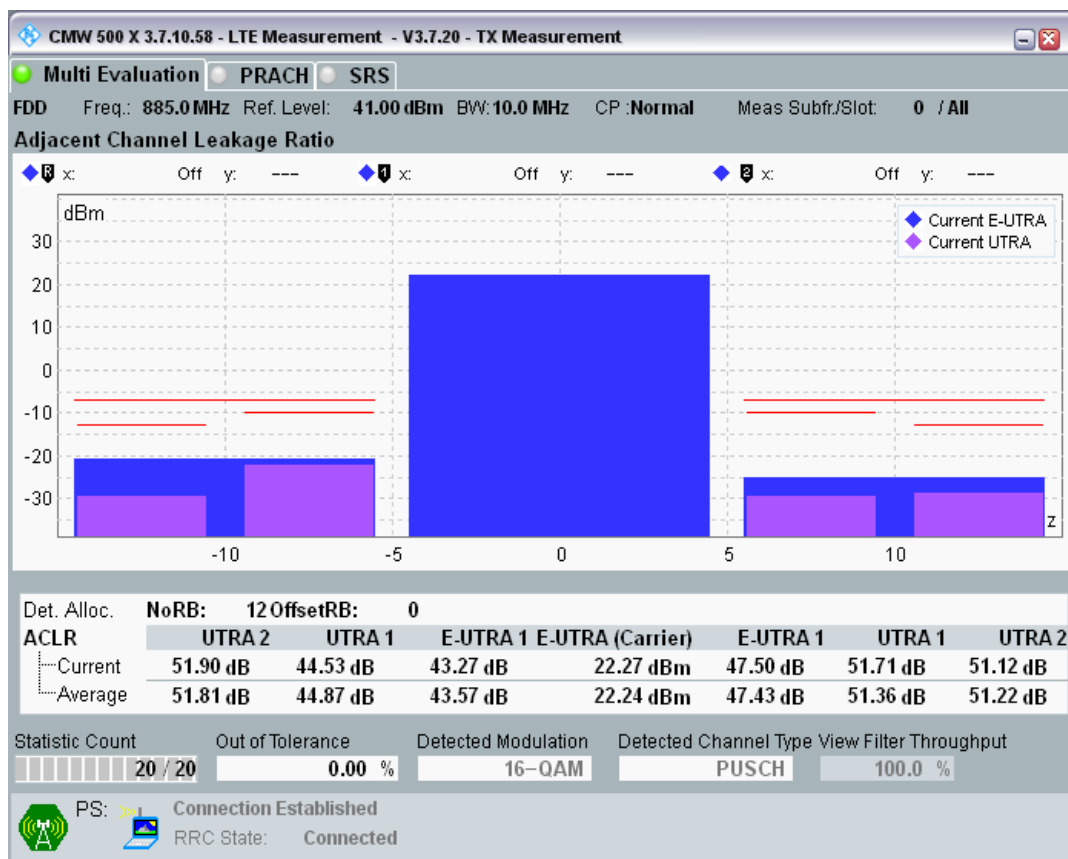 CMW 500 X 3.7.10.58 - LTE Measurement - V3.7.20 - TX Measurement
Multi Evaluation PRACH SRS
FDD Freq.: 885.0 MHz Ref. Level: 41.00 dBm BW: 10.0 MHz CP :Normal Meas Subfr./Slot: 0 / All
Adjacent Channel Leakage Ratio
R x: Off y: --- 1 x: Off y: --- 2 x: Off y: ---
dBm
Current E-UTRA
Current UTRA
30
20
10
0
-10
-20
-30
z
-10 -5 0 5 10
Det. Alloc. NoRB: 12 OffsetRB: 0
ACLR UTRA 2 UTRA 1 E-UTRA 1 E-UTRA (Carrier) E-UTRA 1 UTRA 1 UTRA 2
Current 51.90 dB 44.53 dB 43.27 dB 22.27 dBm 47.50 dB 51.71 dB 51.12 dB
Average 51.81 dB 44.87 dB 43.57 dB 22.24 dBm 47.43 dB 51.36 dB 51.22 dB
Statistic Count Out of Tolerance Detected Modulation Detected Channel Type View Filter Throughput
20 / 20 0.00 % 16-QAM PUSCH 100.0 %
PS: Connection Established
RRC State: Connected